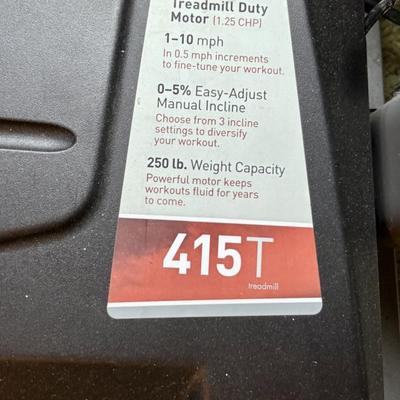 Treadmill Duty
Motor (1.25 CHP)
1–10 mph
In 0.5 mph increments
to fine-tune your workout.
0–5% Easy-Adjust
Manual Incline
Choose from 3 incline
settings to diversify
your workout.
250 lb. Weight Capacity
Powerful motor keeps
workouts fluid for years
to come.
415T
treadmill